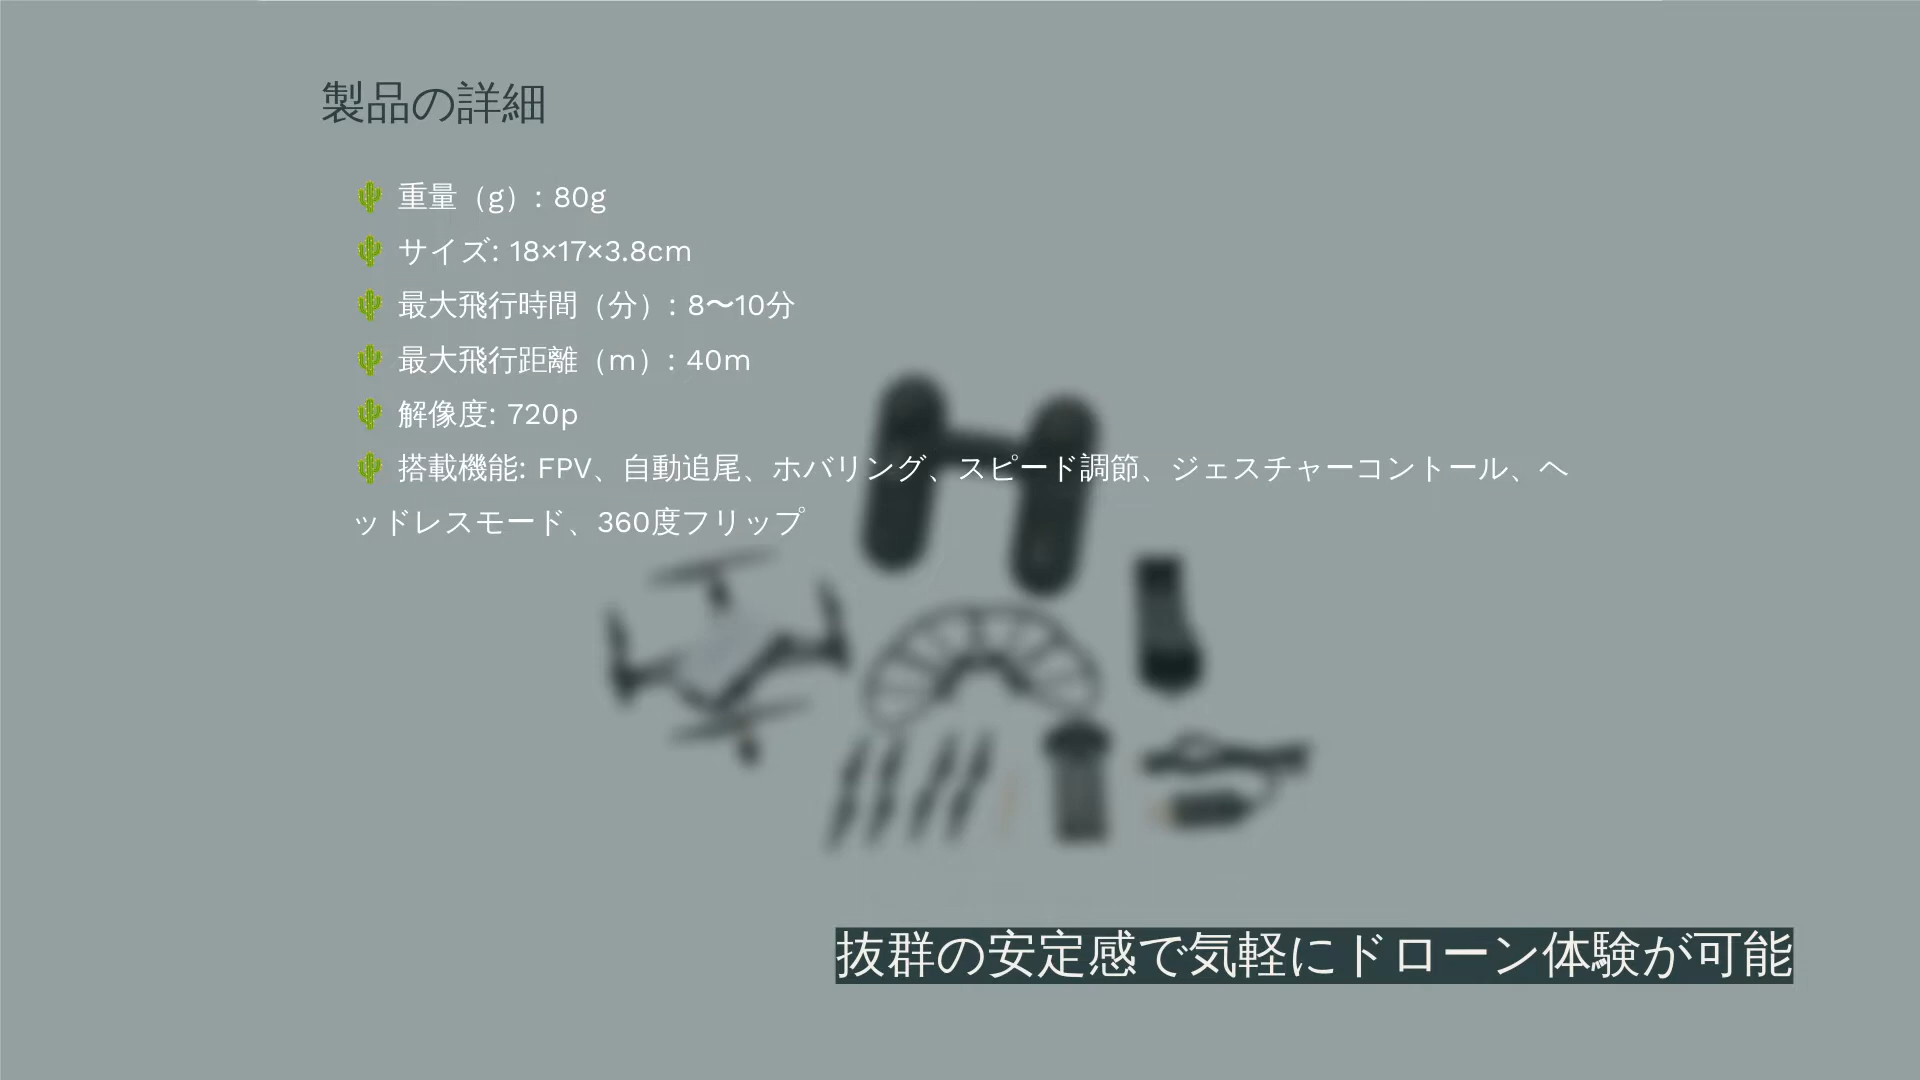 製品の詳細
🌵 重量（g）: 80g
🌵 サイズ: 18×17×3.8cm
🌵 最大飛行時間（分）: 8〜10分
🌵 最大飛行距離（m）: 40m
🌵 解像度: 720p
🌵 搭載機能: FPV、自動追尾、ホバリング、スピード調節、ジェスチャーコントール、ヘ
ッドレスモード、360度フリップ
抜群の安定感で気軽にドローン体験が可能